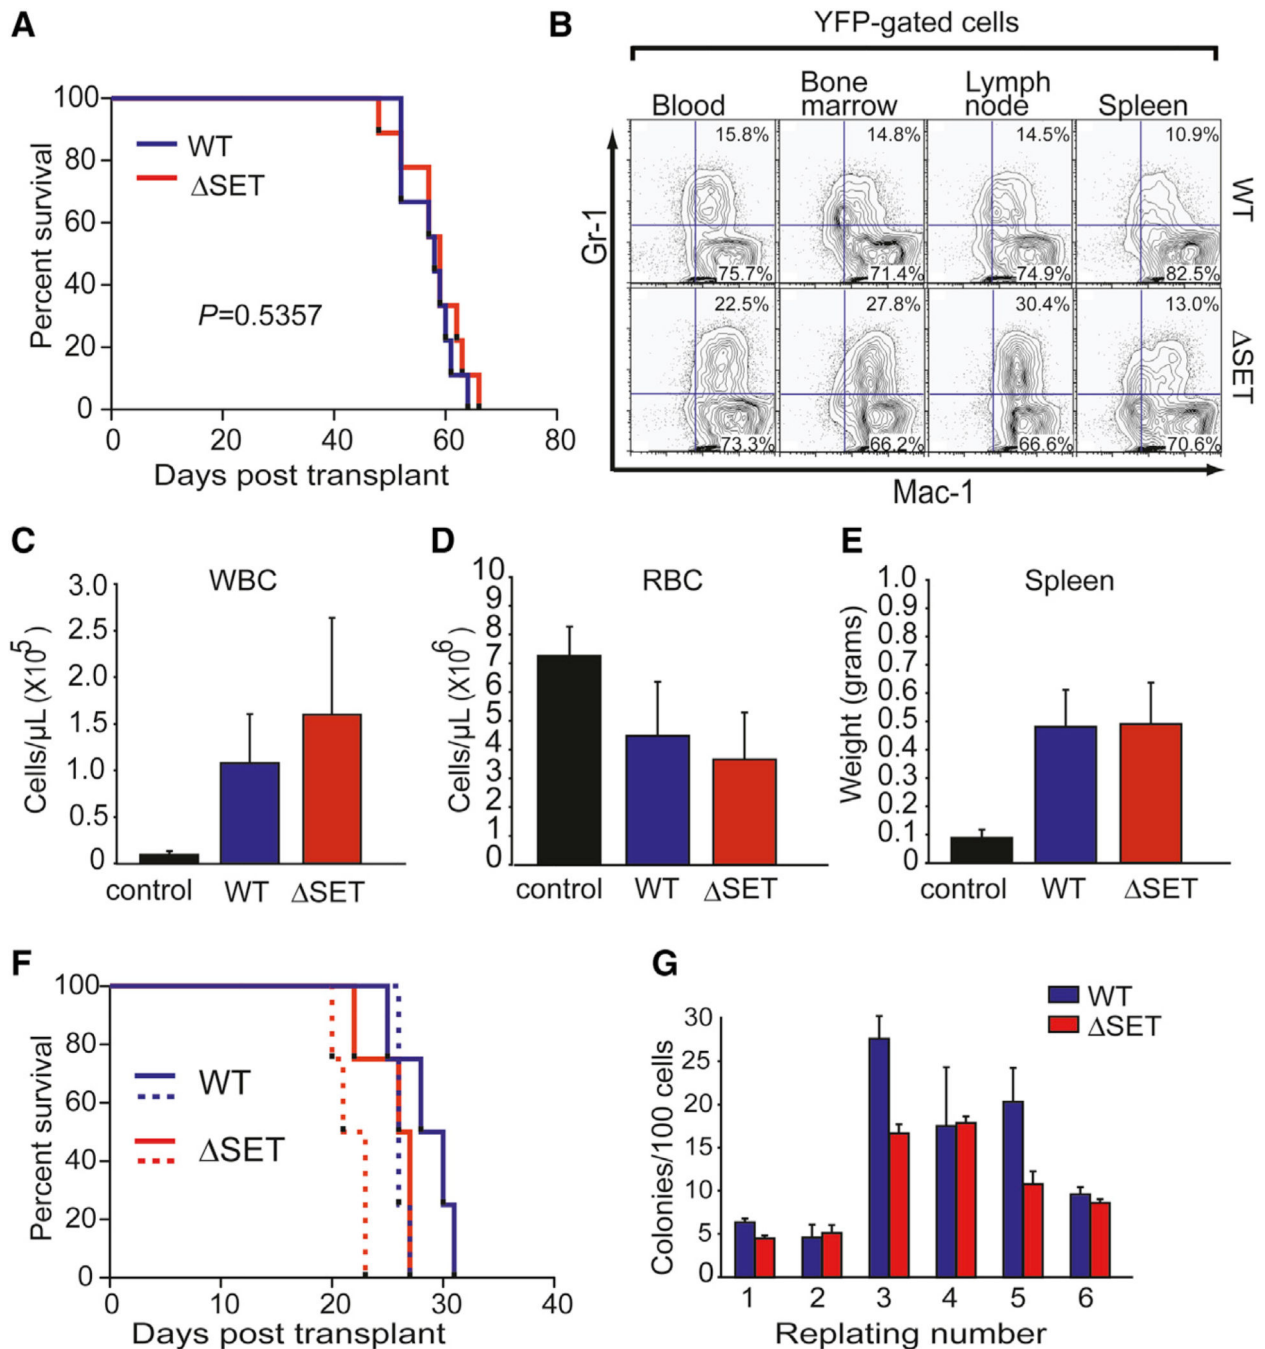 A
100
80
60
40
20
0
Percent survival
WT
ΔSET
P=0.5357
0 20 40 60 80
Days post transplant
B
YFP-gated cells
Blood
Bone
marrow
Lymph
node
Spleen
15.8% 14.8% 14.5% 10.9%
75.7% 71.4% 74.9% 82.5%
WT
22.5% 27.8% 30.4% 13.0%
73.3% 66.2% 66.6% 70.6%
ΔSET
Gr-1
Mac-1
C
WBC
3.0
2.5
2.0
1.5
1.0
0.5
0
Cells/µL (X10⁵)
control WT ΔSET
D
RBC
10
9
8
7
6
5
4
3
2
1
0
Cells/µL (X10⁶)
control WT ΔSET
E
Spleen
1.0
0.9
0.8
0.7
0.6
0.5
0.4
0.3
0.2
0.1
0
Weight (grams)
control WT ΔSET
F
100
80
60
40
20
0
Percent survival
WT
ΔSET
0 10 20 30 40
Days post transplant
G
WT
ΔSET
30
25
20
15
10
5
0
Colonies/100 cells
1 2 3 4 5 6
Replating number